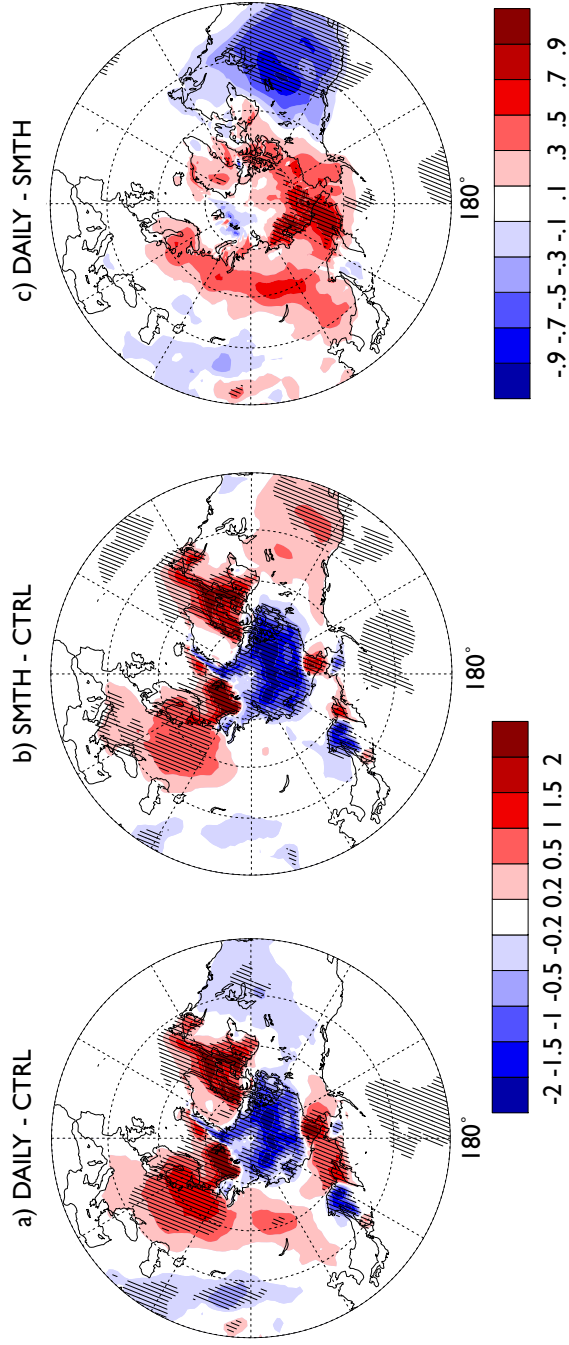 a) DAILY - CTRL
b) SMTH - CTRL
c) DAILY - SMTH
180°
180°
180°
-2 -1.5 -1 -0.5 -0.2 0.2 0.5 1 1.5 2
-.9 -.7 -.5 -.3 -.1 .1 .3 .5 .7 .9